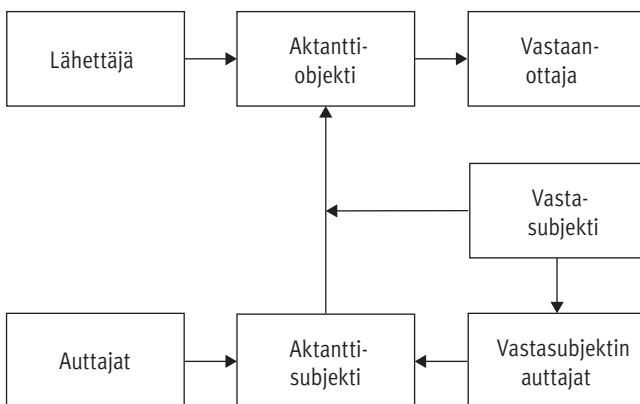 Lähettäjä
Aktantti-
objekti
Vastaan-
ottaja
Vasta-
subjekti
Auttajat
Aktantti-
subjekti
Vastasubjektin
auttajat